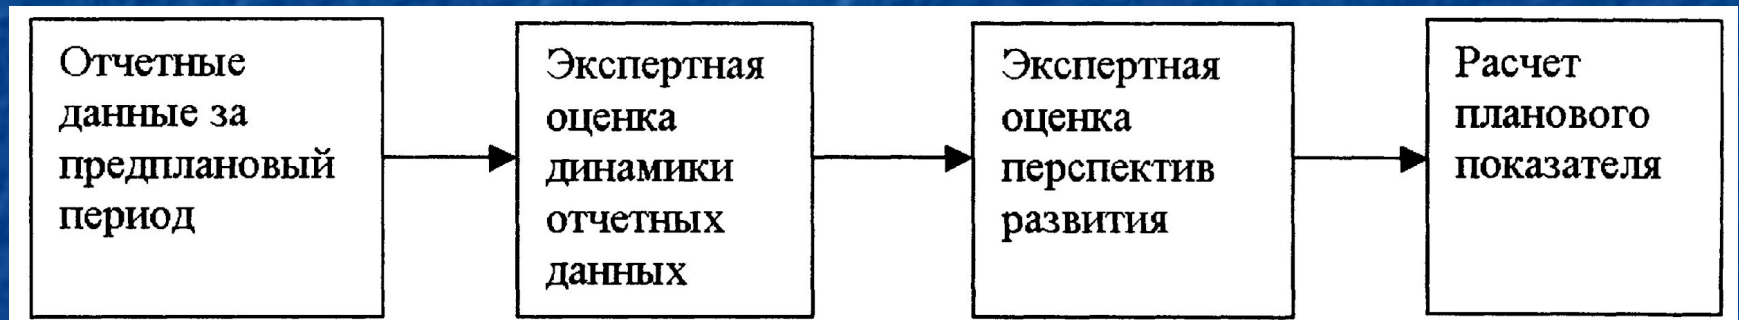 Отчетные
данные за
предплановый
период
Экспертная
оценка
динамики
отчетных
данных
Экспертная
оценка
перспектив
развития
Расчет
планового
показателя